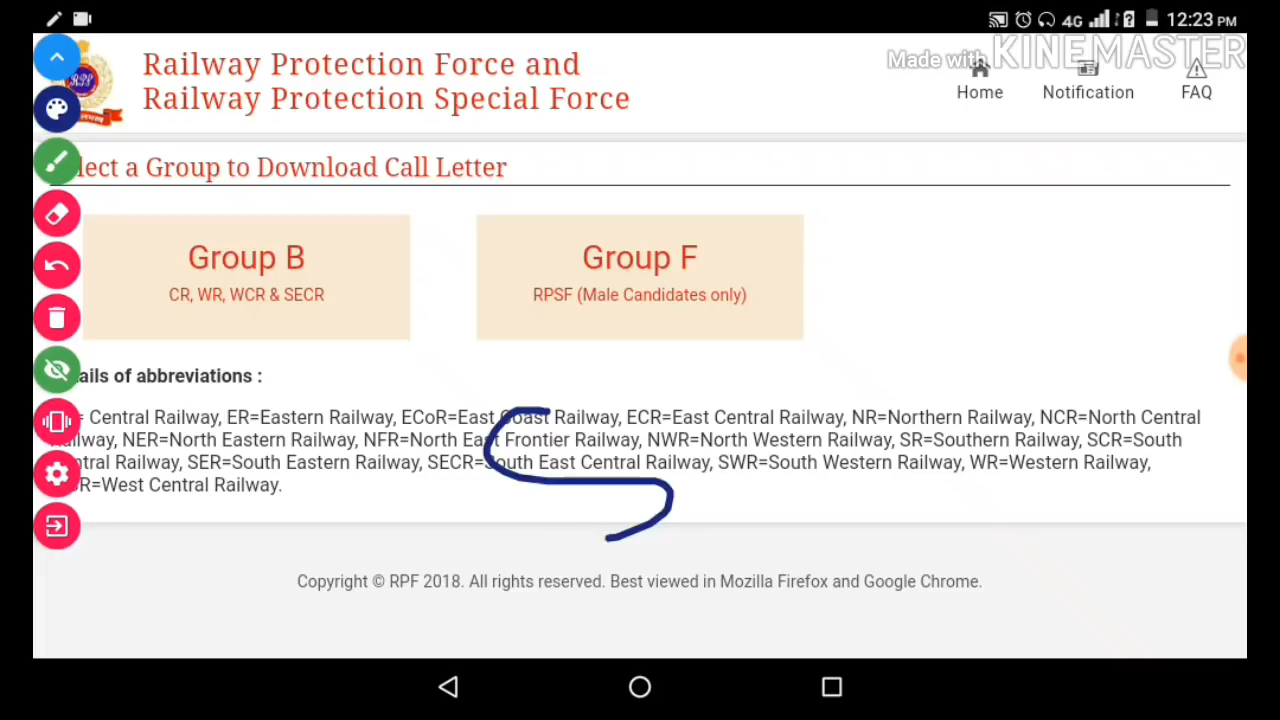 4G 12:23 PM
Made with KINEMASTER
Railway Protection Force and
Railway Protection Special Force
RPF
Home Notification FAQ
lect a Group to Download Call Letter
Group B
CR, WR, WCR & SECR
Group F
RPSF (Male Candidates only)
ails of abbreviations :
= Central Railway, ER=Eastern Railway, ECoR=East Coast Railway, ECR=East Central Railway, NR=Northern Railway, NCR=North Central
ilway, NER=North Eastern Railway, NFR=North East Frontier Railway, NWR=North Western Railway, SR=Southern Railway, SCR=South
ntral Railway, SER=South Eastern Railway, SECR=South East Central Railway, SWR=South Western Railway, WR=Western Railway,
R=West Central Railway.
S
Copyright © RPF 2018. All rights reserved. Best viewed in Mozilla Firefox and Google Chrome.